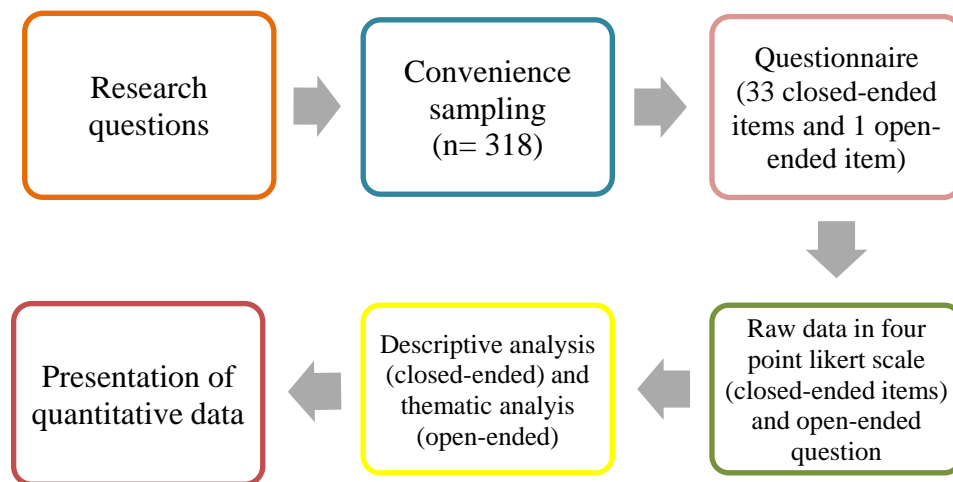 Research
questions
Convenience
sampling
(n= 318)
Questionnaire
(33 closed-ended
items and 1 open-
ended item)
Raw data in four
point likert scale
(closed-ended items)
and open-ended
question
Descriptive analysis
(closed-ended) and
thematic analyis
(open-ended)
Presentation of
quantitative data